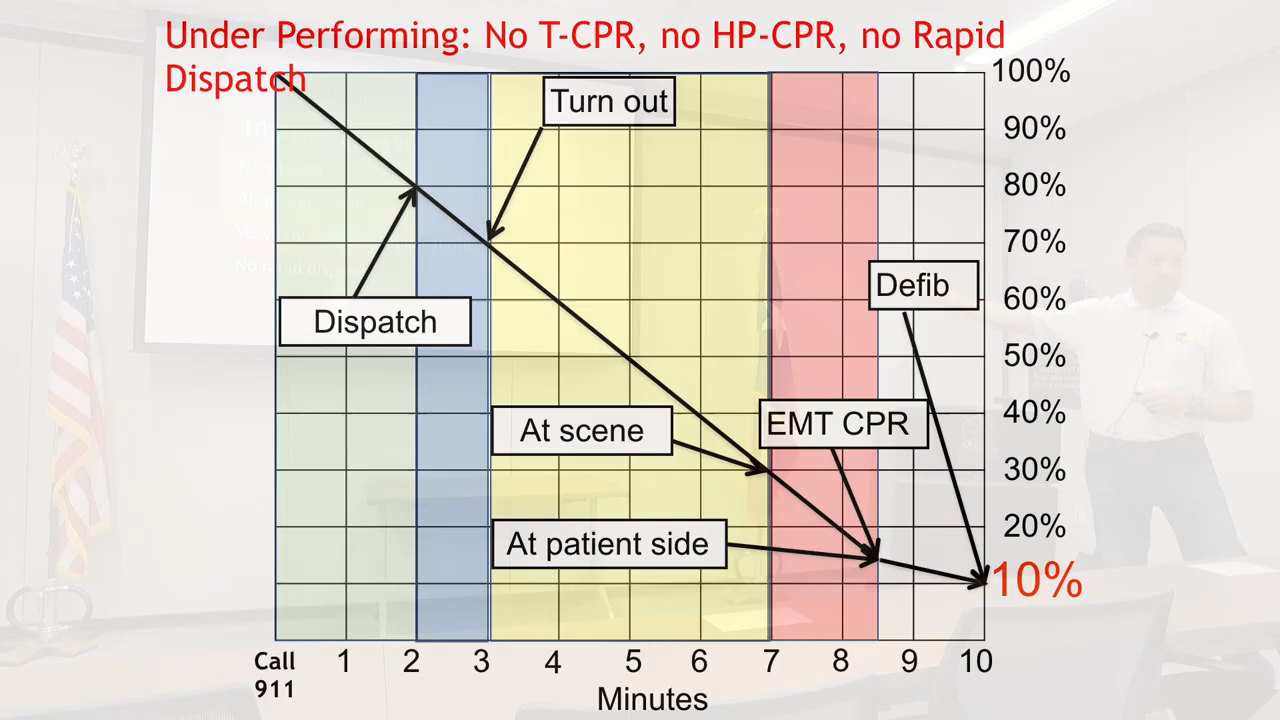 Under Performing: No T-CPR, no HP-CPR, no Rapid
Dispatch
100%
Turn out
90%
80%
70%
Defib
60%
Dispatch
50%
40%
At scene
EMT CPR
30%
20%
At patient side
10%
Call
911
1 2 3 4 5 6 7 8 9 10
Minutes